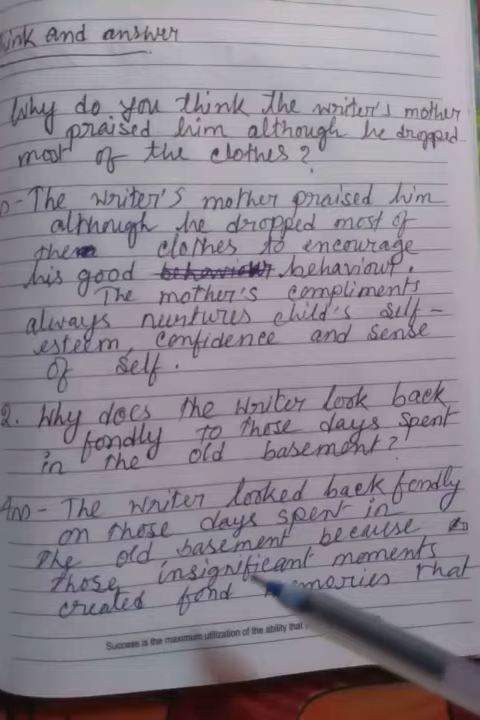 ink and answer
Why do you think the writer's mother
praised him although he dropped
most of the clothes?
- The writer's mother praised him
although he dropped most of
them clothes to encourage
his good behaviour.
The mother's compliments
always nurtures child's self-
esteem, confidence and sense
of self.
2. Why does the writer look back
fondly to those days spent
in the old basement?
Ans - The writer looked back fondly
on those days spent in
the old basement because
those insignificant moments
created fond memories that
Success is the maximum utilization of the ability that